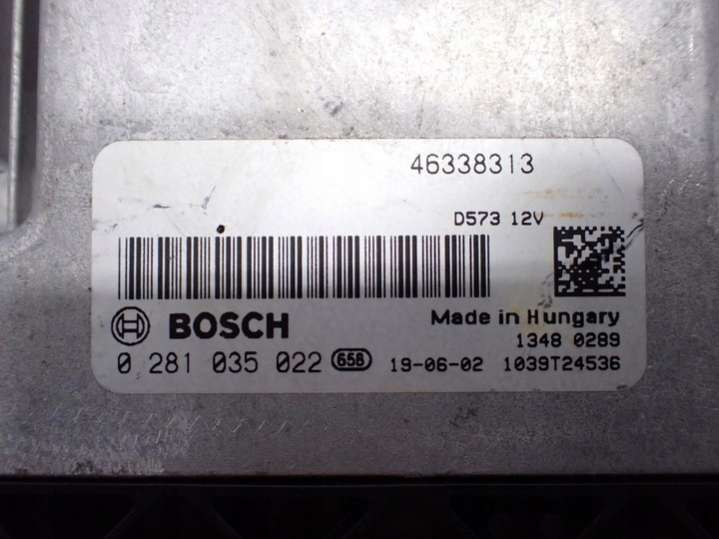 46338313
D573 12V
BOSCH
Made in Hungary
1348 0289
0 281 035 022 658 19-06-02 1039T24536